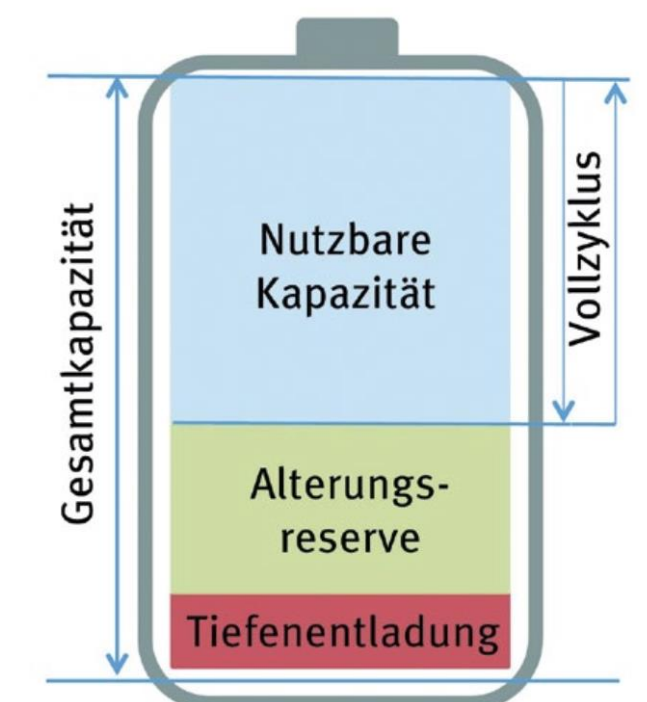 Gesamtkapazität
Nutzbare
Kapazität
Vollzyklus
Alterungs-
reserve
Tiefenentladung